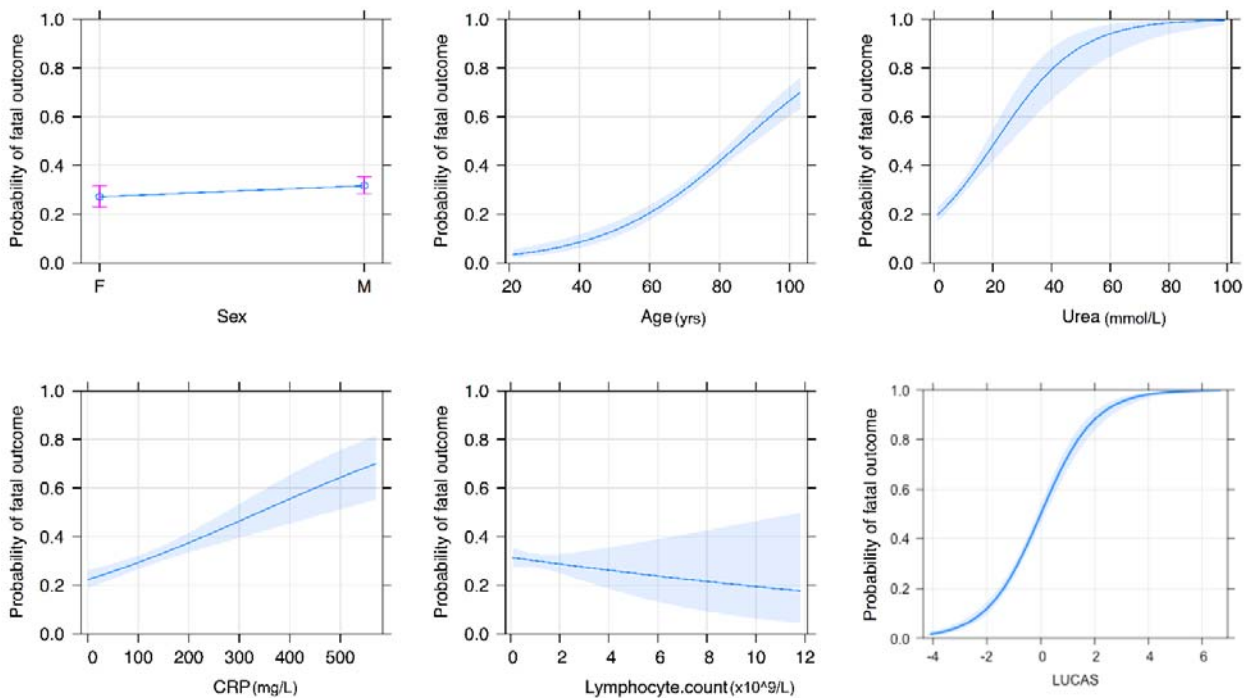 Probability of fatal outcome
1.0
0.8
0.6
0.4
0.2
0.0
F M
Sex
Probability of fatal outcome
1.0
0.8
0.6
0.4
0.2
0.0
20 40 60 80 100
Age (yrs)
Probability of fatal outcome
1.0
0.8
0.6
0.4
0.2
0.0
0 20 40 60 80 100
Urea (mmol/L)
Probability of fatal outcome
1.0
0.8
0.6
0.4
0.2
0.0
0 100 200 300 400 500
CRP (mg/L)
Probability of fatal outcome
1.0
0.8
0.6
0.4
0.2
0.0
0 2 4 6 8 10 12
Lymphocyte.count (x10^9/L)
Probability of fatal outcome
1.0
0.8
0.6
0.4
0.2
0.0
-4 -2 0 2 4 6
LUCAS